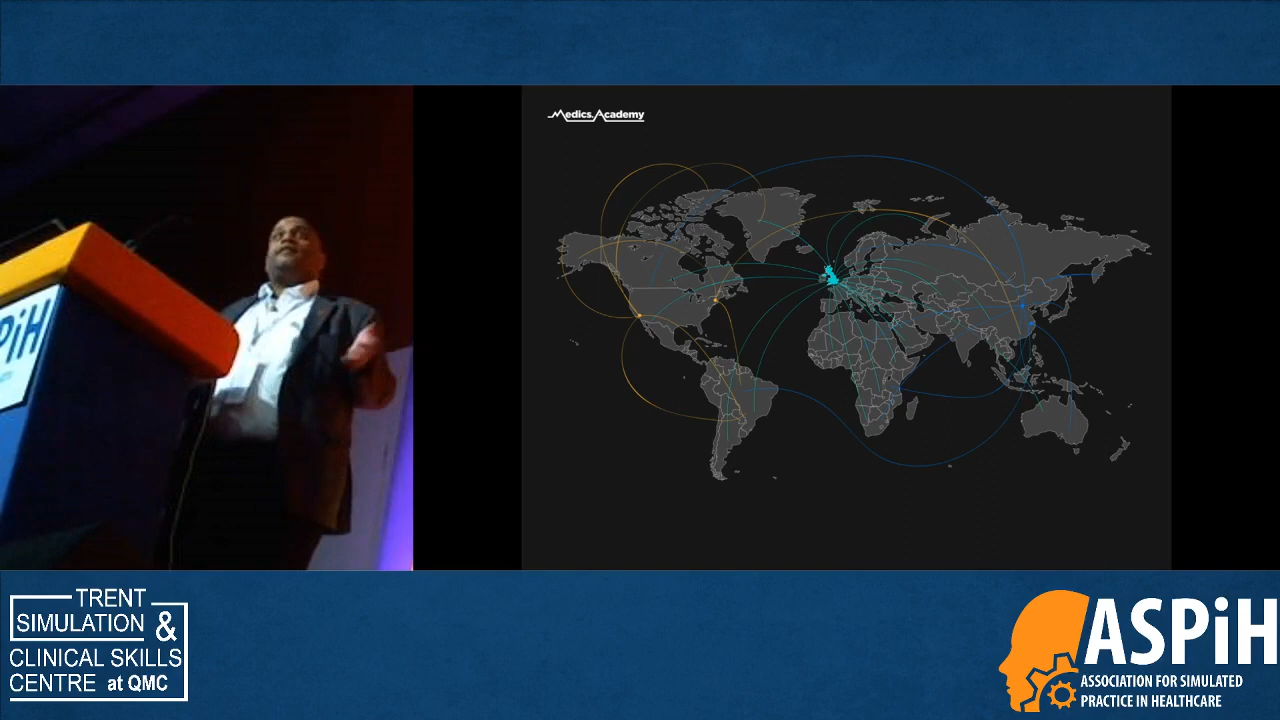 Medics.Academy
PiH
TRENT
SIMULATION &
CLINICAL SKILLS
CENTRE at QMC
ASPiH
ASSOCIATION FOR SIMULATED
PRACTICE IN HEALTHCARE